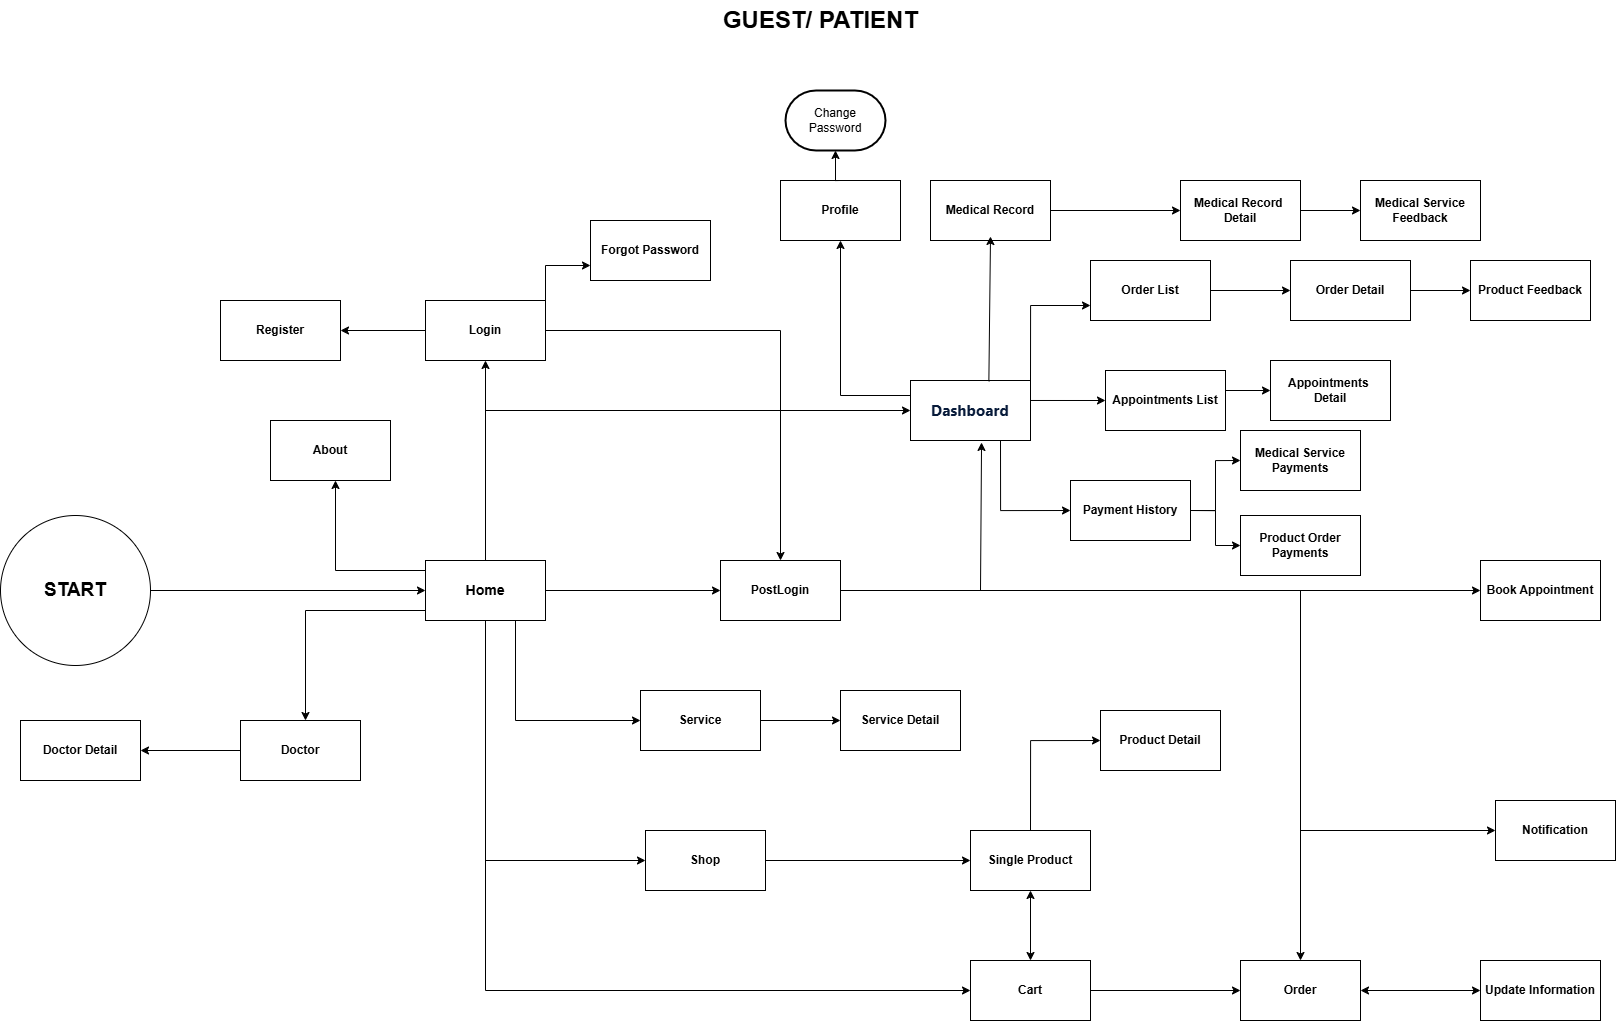 GUEST/ PATIENT
Change
Password
Profile
Medical Record
Medical Record
Detail
Medical Service
Feedback
Forgot Password
Order List
Order Detail
Product Feedback
Register
Login
Dashboard
Appointments List
Appointments
Detail
About
Medical Service
Payments
Payment History
Product Order
Payments
START
Home
PostLogin
Book Appointment
Doctor Detail
Doctor
Service
Service Detail
Product Detail
Notification
Shop
Single Product
Cart
Order
Update Information